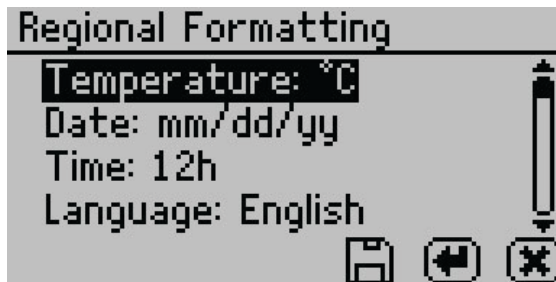 Regional Formatting
Temperature: °C
Date: mm/dd/yy
Time: 12h
Language: English